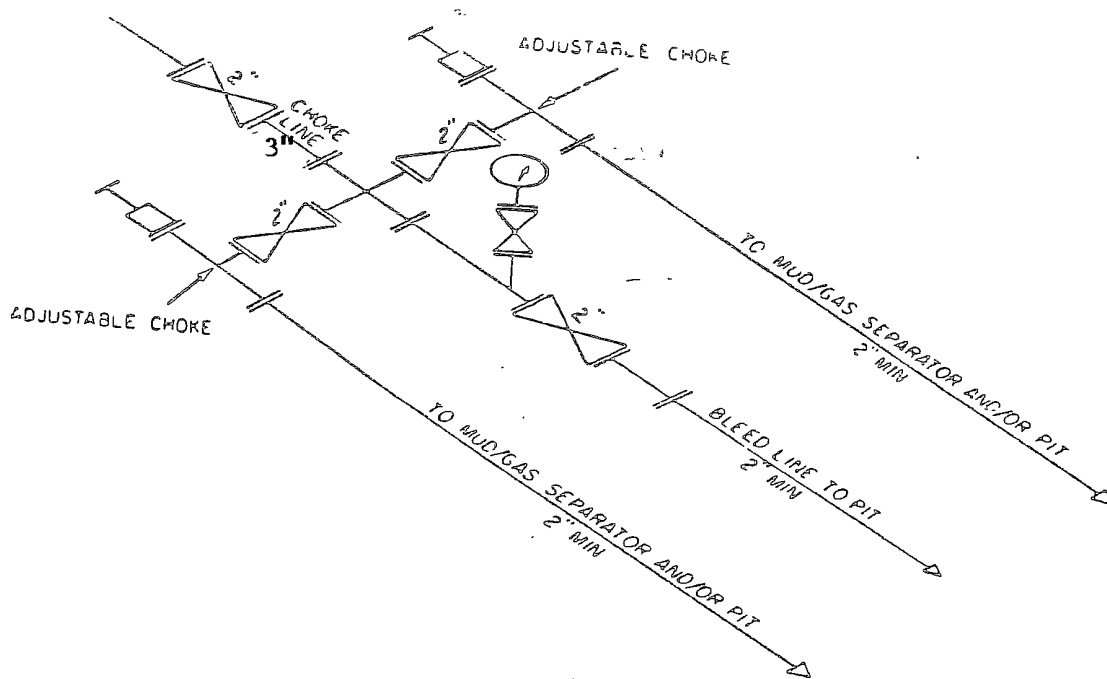 ADJUSTABLE CHOKE
2"
CHOKE
LINE
3"
2"
2"
ADJUSTABLE CHOKE
2"
TO MUD/GAS SEPARATOR AND/OR PIT
2" MIN
BLEED LINE TO PIT
2" MIN
TO MUD/GAS SEPARATOR AND/OR PIT
2" MIN